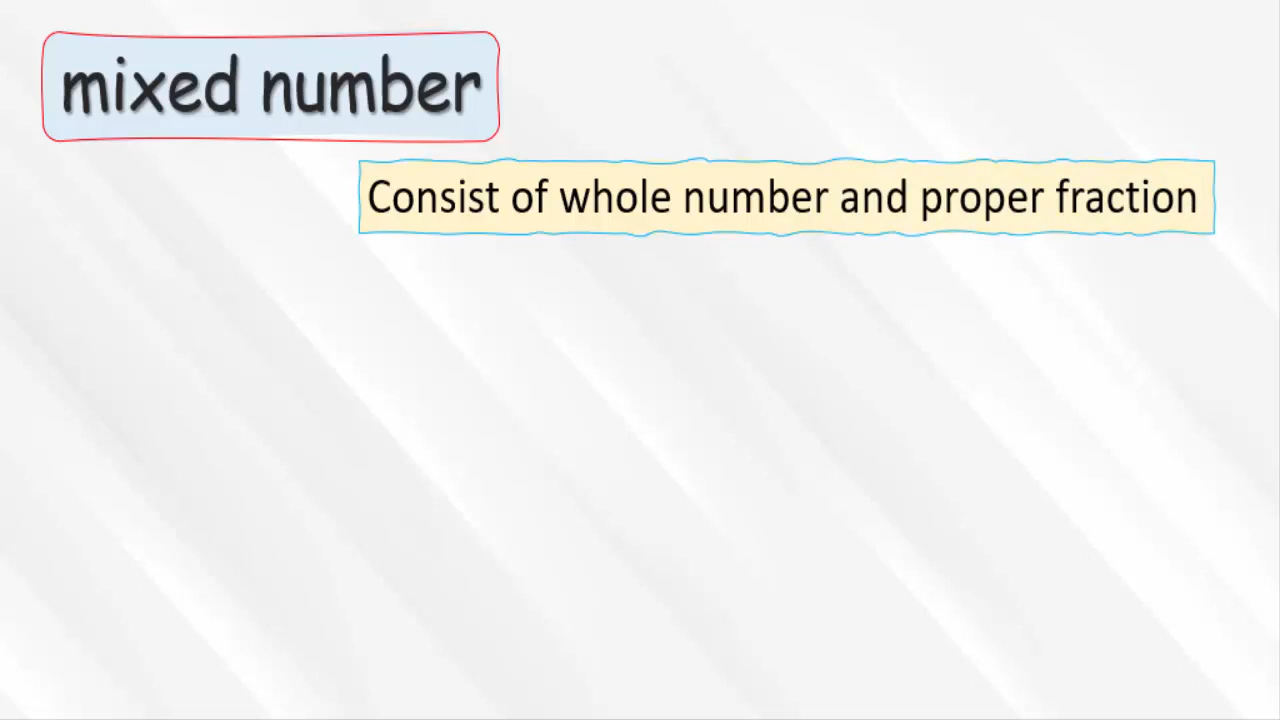 mixed number
Consist of whole number and proper fraction